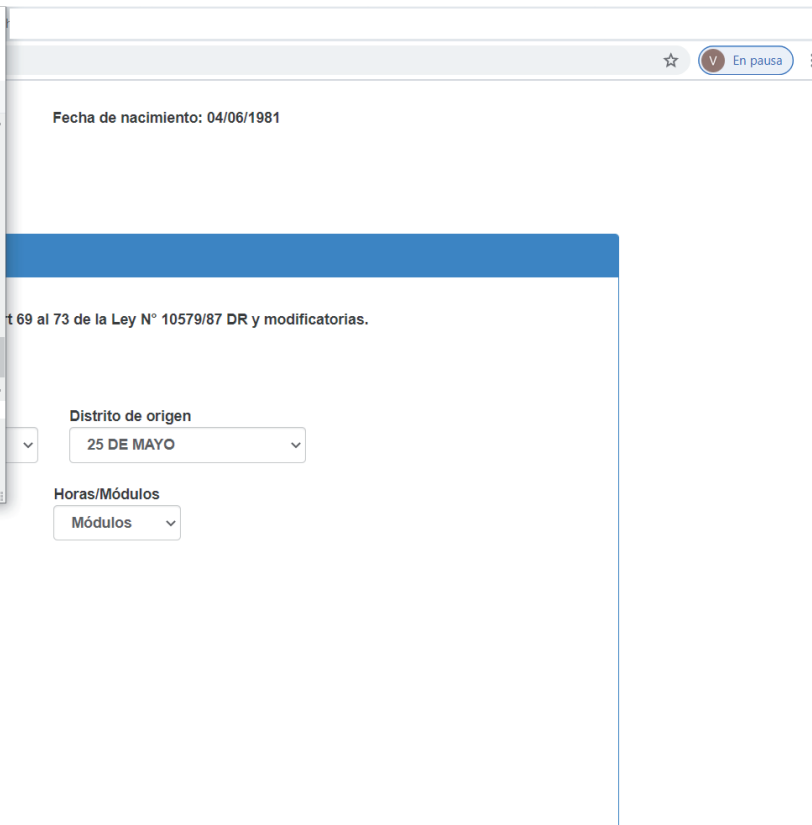 V En pausa
Fecha de nacimiento: 04/06/1981
69 al 73 de la Ley N° 10579/87 DR y modificatorias.
Distrito de origen
25 DE MAYO
Horas/Módulos
Módulos